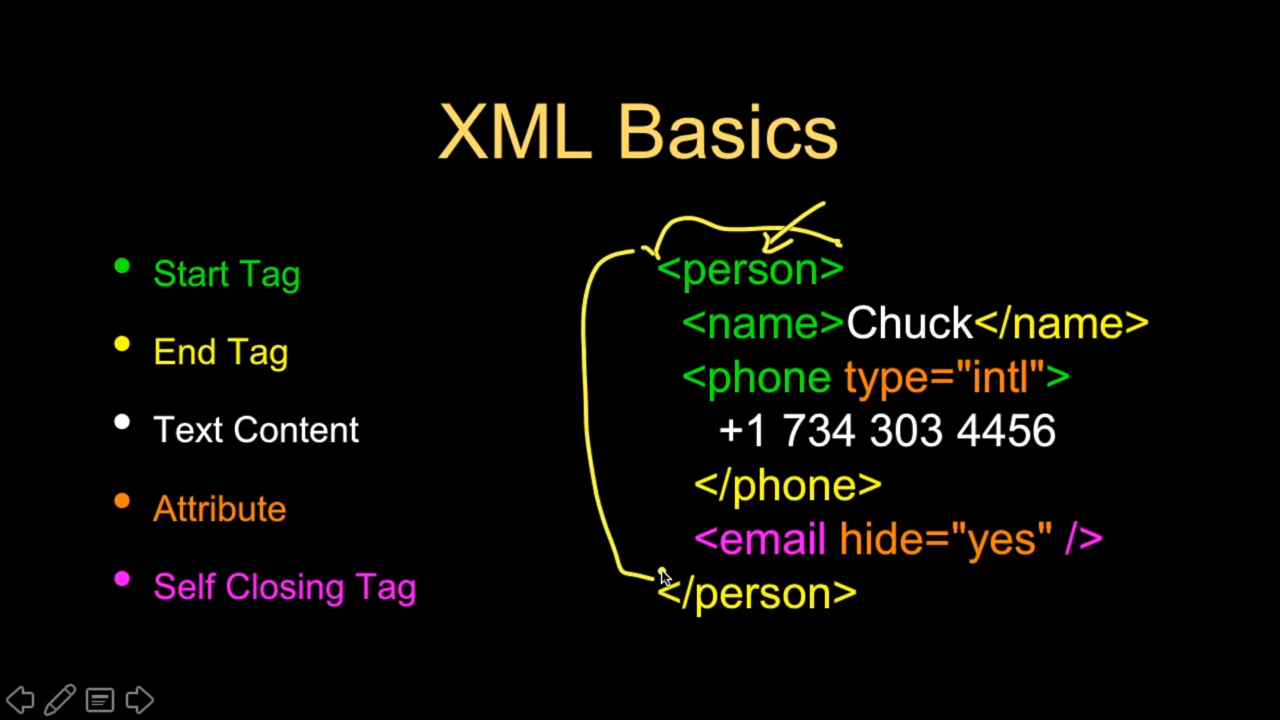 XML Basics
Start Tag
End Tag
Text Content
Attribute
Self Closing Tag
<person>
<name>Chuck</name>
<phone type="intl">
+1 734 303 4456
</phone>
<email hide="yes" />
</person>